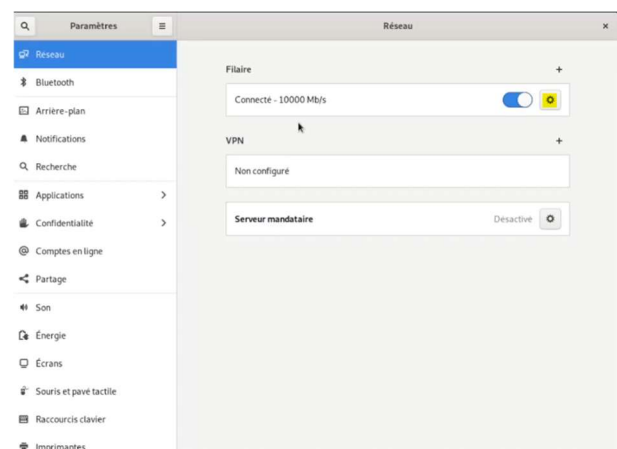 Paramètres
Réseau
Réseau
Bluetooth
Arrière-plan
Notifications
Recherche
Applications
Confidentialité
Comptes en ligne
Partage
Son
Énergie
Écrans
Souris et pavé tactile
Raccourcis clavier
Imprimantes
Filaire
Connecté - 10000 Mb/s
VPN
Non configuré
Serveur mandataire Désactivé